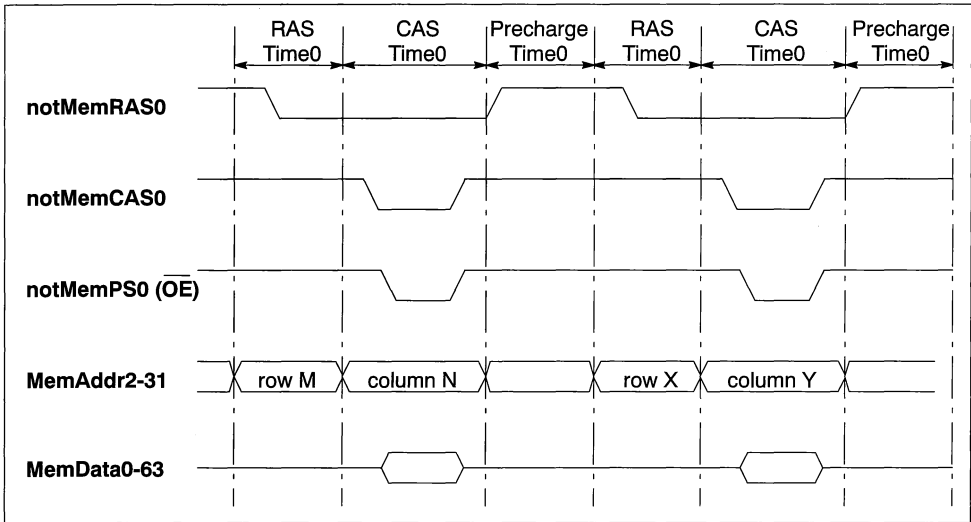 RAS CAS Precharge RAS CAS Precharge
Time0 Time0 Time0 Time0 Time0 Time0
notMemRAS0
notMemCAS0
notMemPS0 (OE)
MemAddr2-31 row M column N row X column Y
MemData0-63